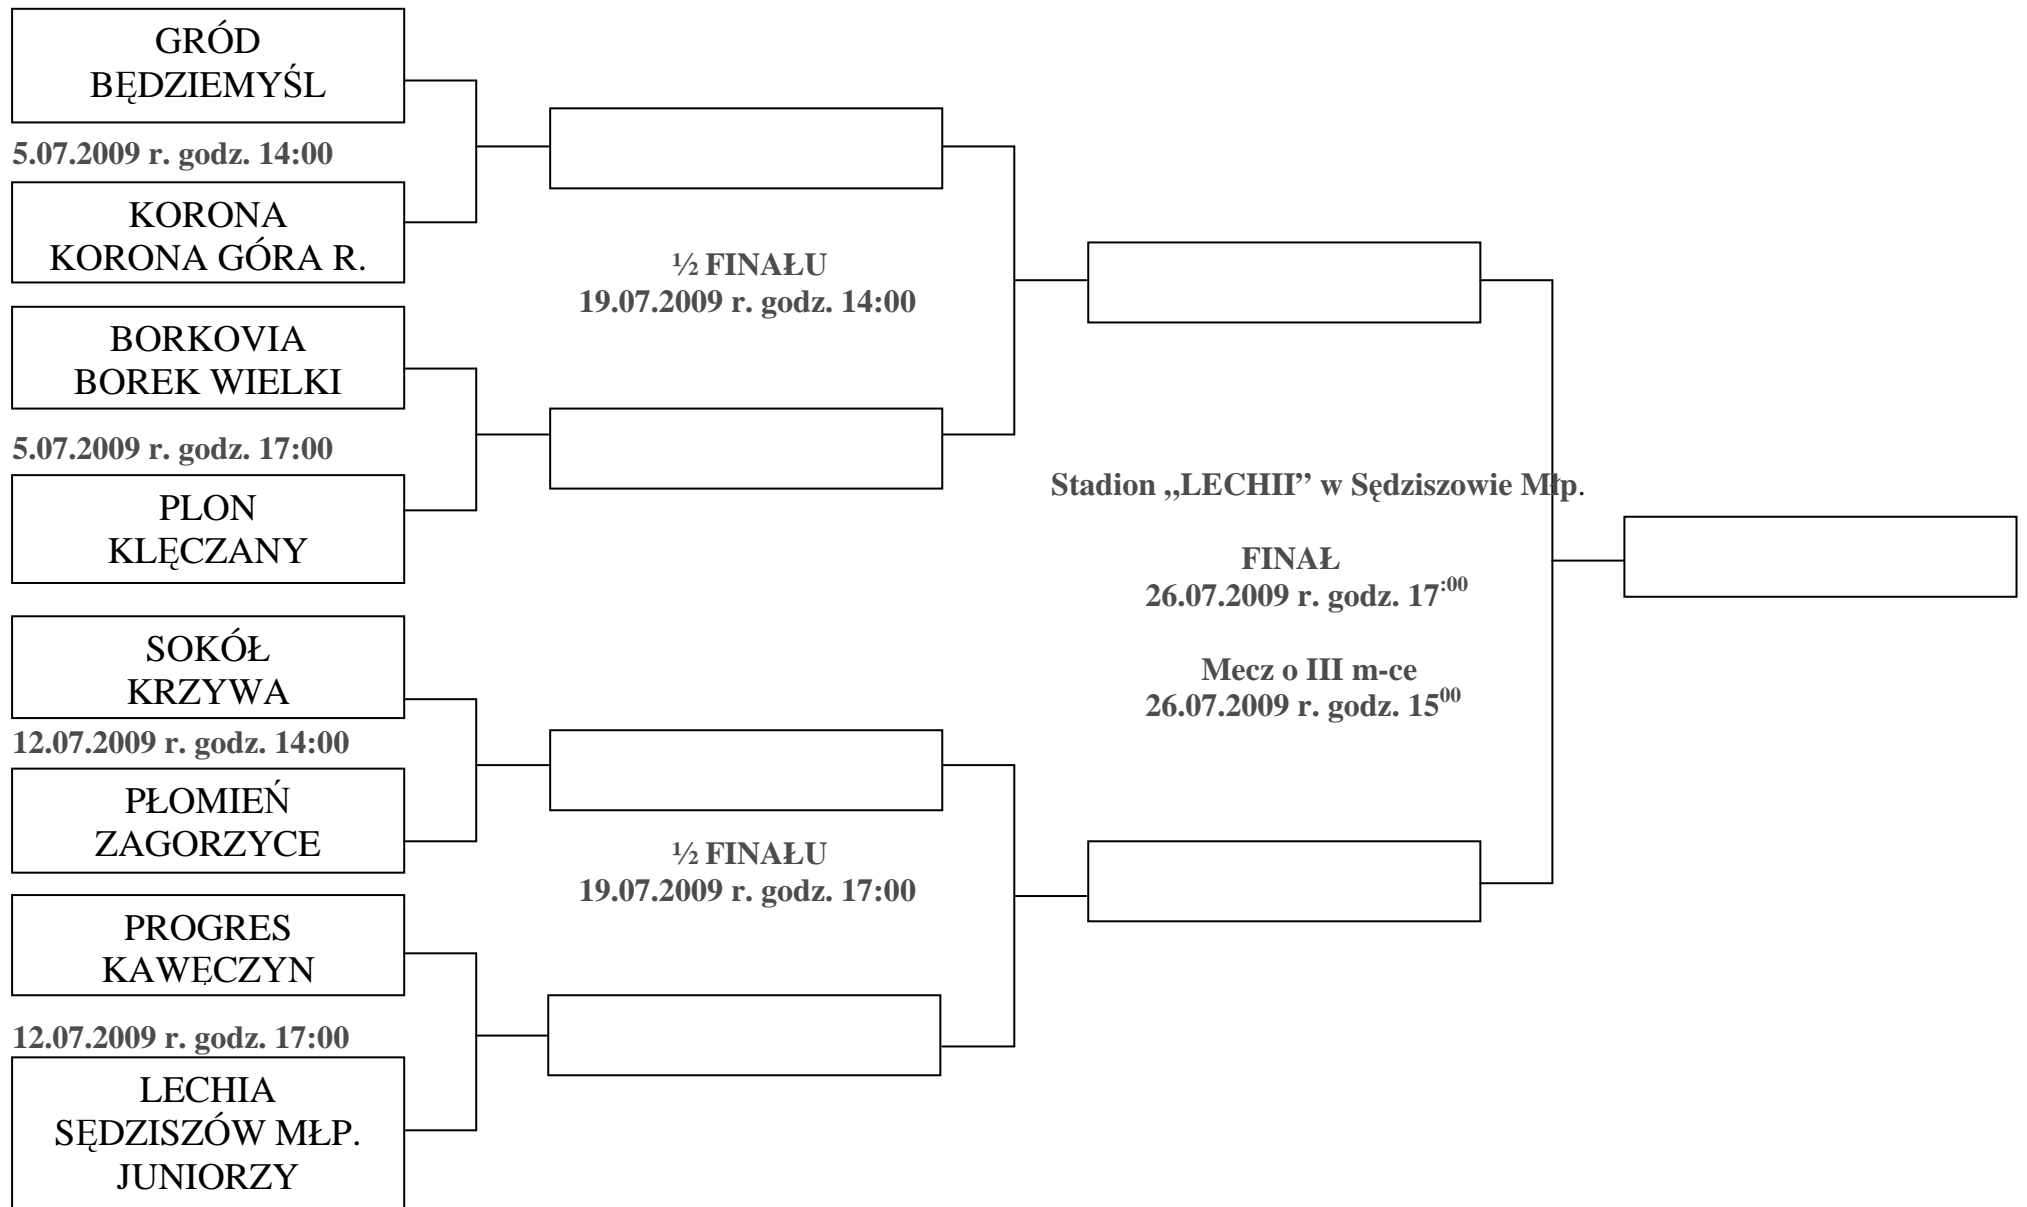 GRÓD
BĘDZIEMYŚL
5.07.2009 r. godz. 14:00
KORONA
KORONA GÓRA R.
BORKOVIA
BOREK WIELKI
5.07.2009 r. godz. 17:00
PLON
KLĘCZANY
SOKÓŁ
KRZYWA
12.07.2009 r. godz. 14:00
PŁOMIEŃ
ZAGORZYCE
PROGRES
KAWĘCZYN
12.07.2009 r. godz. 17:00
LECHIA
SĘDZISZÓW MŁP.
JUNIORZY
½ FINAŁU
19.07.2009 r. godz. 14:00
½ FINAŁU
19.07.2009 r. godz. 17:00
Stadion „LECHII” w Sędziszowie Młp.
FINAŁ
26.07.2009 r. godz. 17:00
Mecz o III m-ce
26.07.2009 r. godz. 15⁰⁰